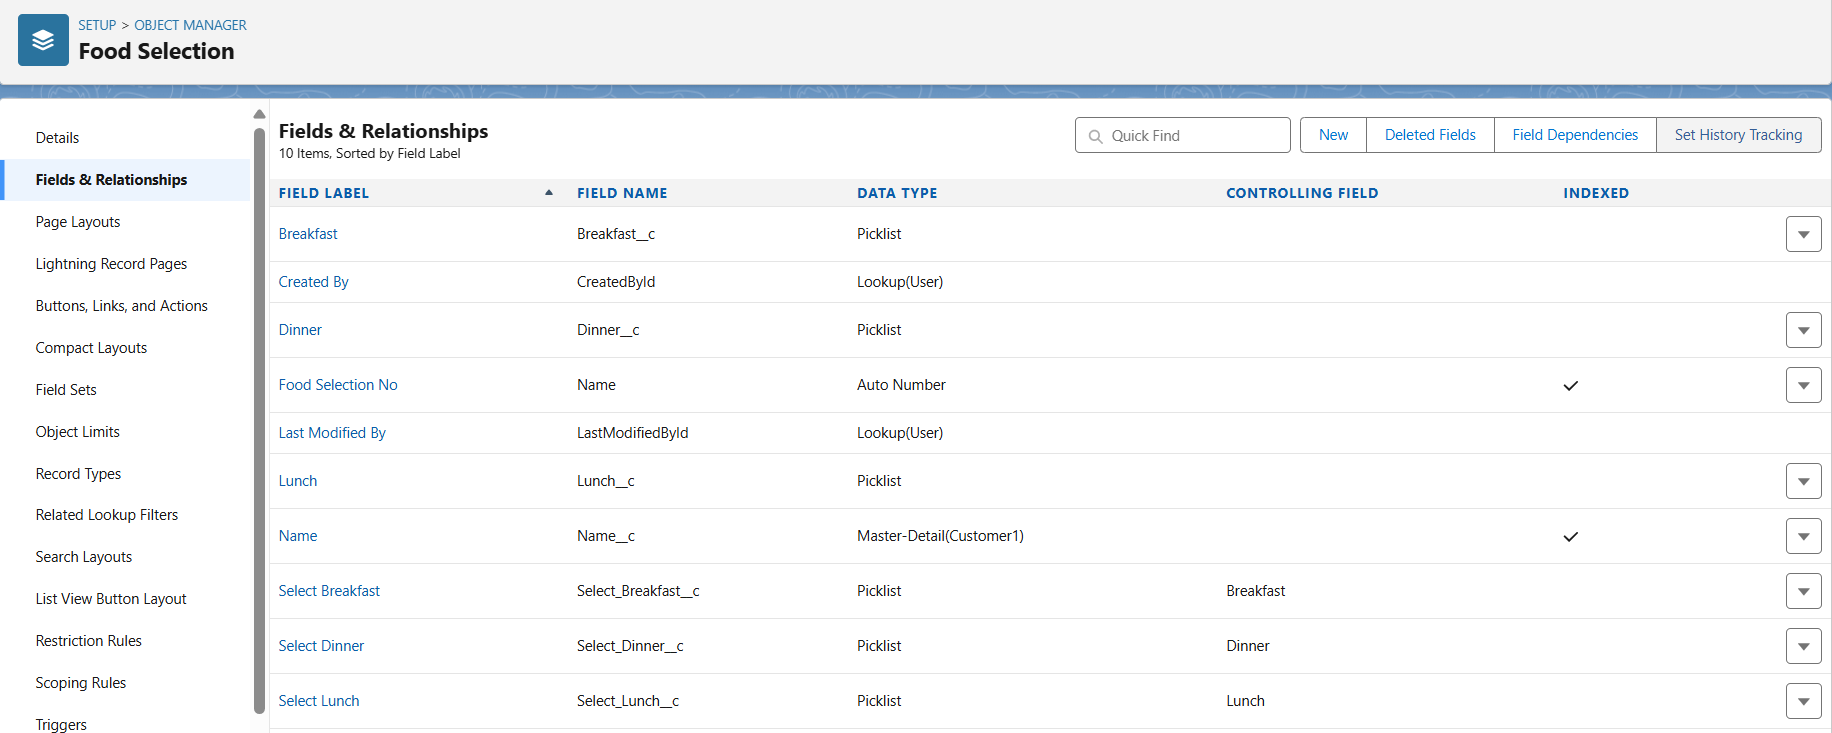 SETUP > OBJECT MANAGER
Food Selection
Details
Fields & Relationships
Page Layouts
Lightning Record Pages
Buttons, Links, and Actions
Compact Layouts
Field Sets
Object Limits
Record Types
Related Lookup Filters
Search Layouts
List View Button Layout
Restriction Rules
Scoping Rules
Triggers
Fields & Relationships
10 Items, Sorted by Field Label
Quick Find
New Deleted Fields Field Dependencies Set History Tracking
FIELD LABEL FIELD NAME DATA TYPE CONTROLLING FIELD INDEXED
Breakfast Breakfast__c Picklist
Created By CreatedById Lookup(User)
Dinner Dinner__c Picklist
Food Selection No Name Auto Number
Last Modified By LastModifiedById Lookup(User)
Lunch Lunch__c Picklist
Name Name__c Master-Detail(Customer1)
Select Breakfast Select_Breakfast__c Picklist Breakfast
Select Dinner Select_Dinner__c Picklist Dinner
Select Lunch Select_Lunch__c Picklist Lunch